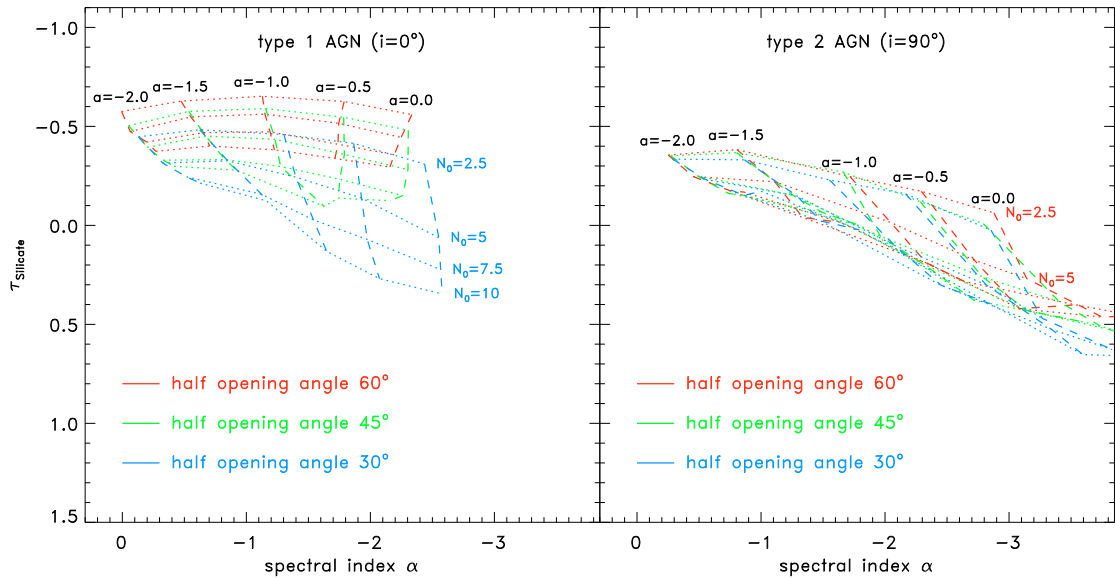 type 1 AGN (i=0°)
type 2 AGN (i=90°)
−1.0
−0.5
0.0
0.5
1.0
1.5
τSilicate
a=−2.0
a=−1.5
a=−1.0
a=−0.5
a=0.0
N0=2.5
N0=5
N0=7.5
N0=10
half opening angle 60°
half opening angle 45°
half opening angle 30°
0
−1
−2
−3
spectral index α
a=−2.0
a=−1.5
a=−1.0
a=−0.5
a=0.0
N0=2.5
N0=5
half opening angle 60°
half opening angle 45°
half opening angle 30°
0
−1
−2
−3
spectral index α